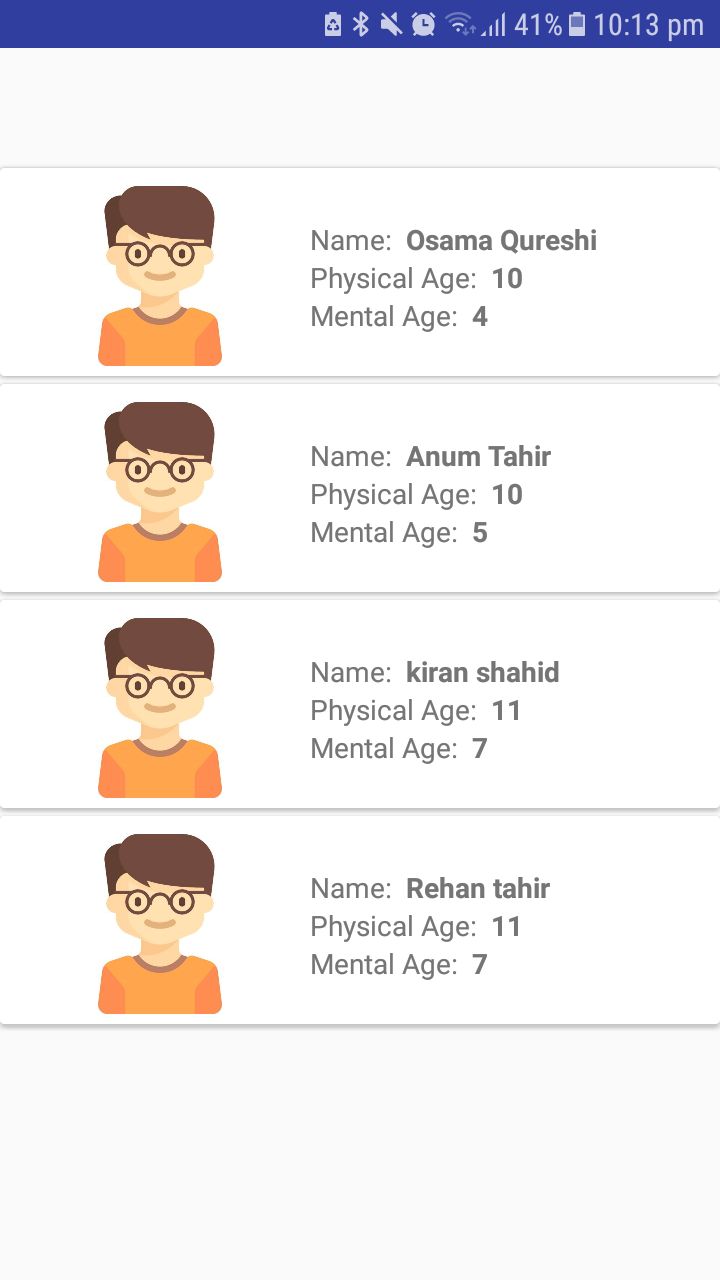 41% 10:13 pm
Name: Osama Qureshi
Physical Age: 10
Mental Age: 4
Name: Anum Tahir
Physical Age: 10
Mental Age: 5
Name: kiran shahid
Physical Age: 11
Mental Age: 7
Name: Rehan tahir
Physical Age: 11
Mental Age: 7